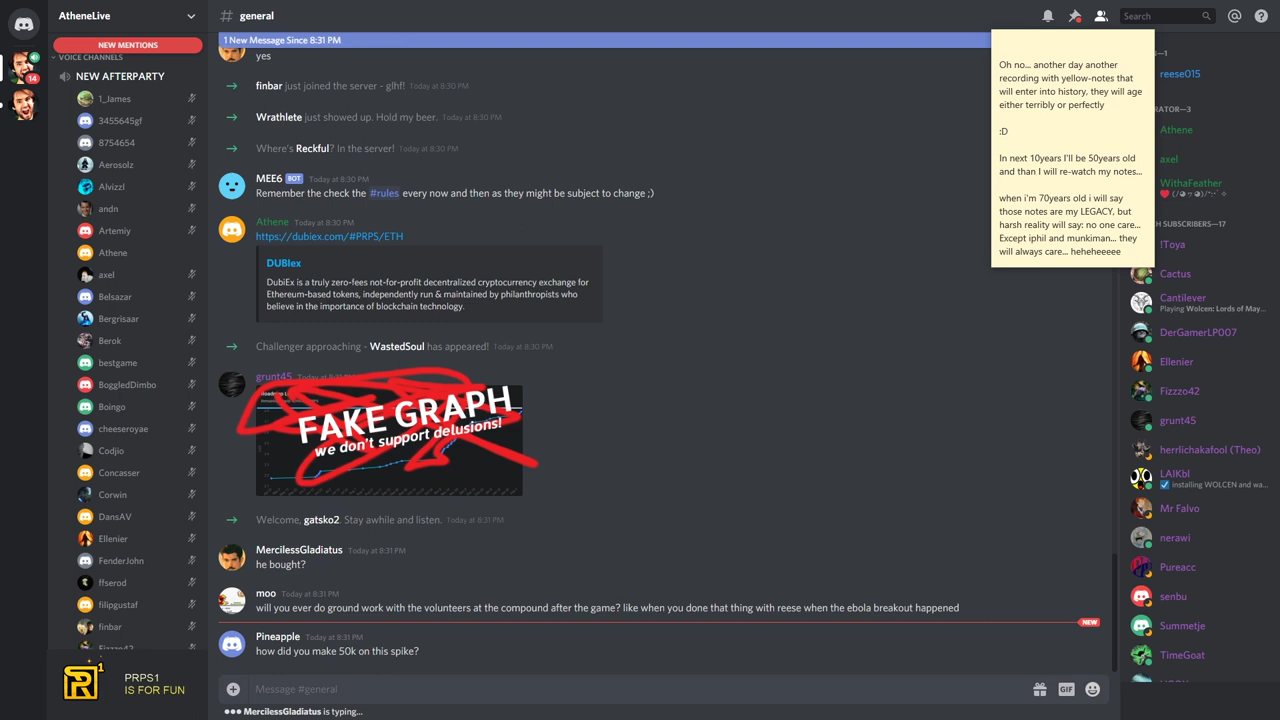 AtheneLive
# general
Search
NEW MENTIONS
VOICE CHANNELS
NEW AFTERPARTY
1_James
3455645gf
8754654
Aerosolz
Alvizzl
andn
Artemiy
Athene
axel
Belsazar
Bergrisaar
Berok
bestgame
BoggledDimbo
Boingo
cheeseroyae
Codjio
Concasser
Corwin
DansAV
Ellenier
FenderJohn
ffserod
filipgustaf
finbar
Fizzzo42
14
1
PRPS1
IS FOR FUN
1 New Message Since 8:31 PM
yes
finbar just joined the server - glhf! Today at 8:30 PM
Wrathlete just showed up. Hold my beer. Today at 8:30 PM
Where's Reckful? In the server! Today at 8:30 PM
MEE6 BOT Today at 8:30 PM
Remember the check the #rules every now and then as they might be subject to change ;)
Athene Today at 8:30 PM
https://dubiex.com/#PRPS/ETH
DUBIex
DubiEx is a truly zero-fees not-for-profit decentralized cryptocurrency exchange for
Ethereum-based tokens, independently run & maintained by philanthropists who
believe in the importance of blockchain technology.
Challenger approaching - WastedSoul has appeared! Today at 8:30 PM
grunt45 Today at 8:31 PM
FAKE GRAPH
we don't support delusions!
Welcome, gatsko2. Stay awhile and listen. Today at 8:31 PM
MercilessGladiatus Today at 8:31 PM
he bought?
moo Today at 8:31 PM
will you ever do ground work with the volunteers at the compound after the game? like when you done that thing with reese when the ebola breakout happened
NEW
Pineapple Today at 8:31 PM
how did you make 50k on this spike?
Message #general
GIF
MercilessGladiatus is typing...
Oh no... another day another
recording with yellow-notes that
will enter into history, they will age
either terribly or perfectly
:D
In next 10years I'll be 50years old
and than I will re-watch my notes...
when i'm 70years old i will say
those notes are my LEGACY, but
harsh reality will say: no one care...
Except iphil and munkiman... they
will always care... heheheeeee
S—1
reese015
RATOR—3
Athene
axel
WithaFeather
H SUBSCRIBERS—17
!Toya
Cactus
Cantilever
Playing Wolcen: Lords of May...
DerGamerLP007
Ellenier
Fizzzo42
grunt45
herrlichakafool (Theo)
LAIKbl
installing WOLCEN and wa...
Mr Falvo
nerawi
Pureacc
senbu
Summetje
TimeGoat